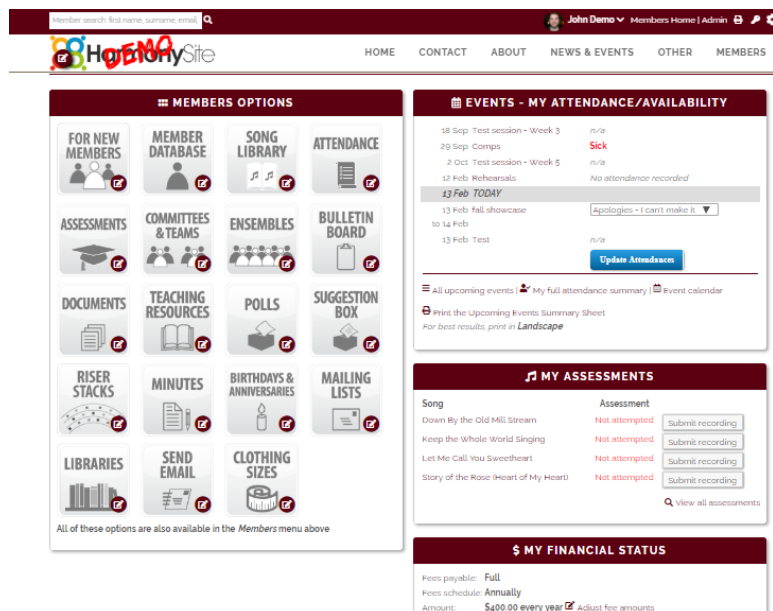 Member search: first name, surname, email,
John Demo Members Home | Admin
HarmonySite
DEMO
HOME CONTACT ABOUT NEWS & EVENTS OTHER MEMBERS
MEMBERS OPTIONS
FOR NEW MEMBERS
MEMBER DATABASE
SONG LIBRARY
ATTENDANCE
ASSESSMENTS
COMMITTEES & TEAMS
ENSEMBLES
BULLETIN BOARD
DOCUMENTS
TEACHING RESOURCES
POLLS
SUGGESTION BOX
RISER STACKS
MINUTES
BIRTHDAYS & ANNIVERSARIES
MAILING LISTS
LIBRARIES
SEND EMAIL
CLOTHING SIZES
All of these options are also available in the Members menu above
EVENTS - MY ATTENDANCE/AVAILABILITY
18 Sep Test session - Week 3 n/a
29 Sep Comps Sick
2 Oct Test session - Week 5 n/a
12 Feb Rehearsals No attendance recorded
13 Feb TODAY
13 Feb fall showcase Apologies - I can't make it
to 14 Feb
13 Feb Test n/a
Update Attendances
All upcoming events | My full attendance summary | Event calendar
Print the Upcoming Events Summary Sheet
For best results, print in Landscape
MY ASSESSMENTS
Song Assessment
Down By the Old Mill Stream Not attempted Submit recording
Keep the Whole World Singing Not attempted Submit recording
Let Me Call You Sweetheart Not attempted Submit recording
Story of the Rose (Heart of My Heart) Not attempted Submit recording
View all assessments
$ MY FINANCIAL STATUS
Fees payable: Full
Fees schedule: Annually
Amount: $400.00 every year Adjust fee amounts